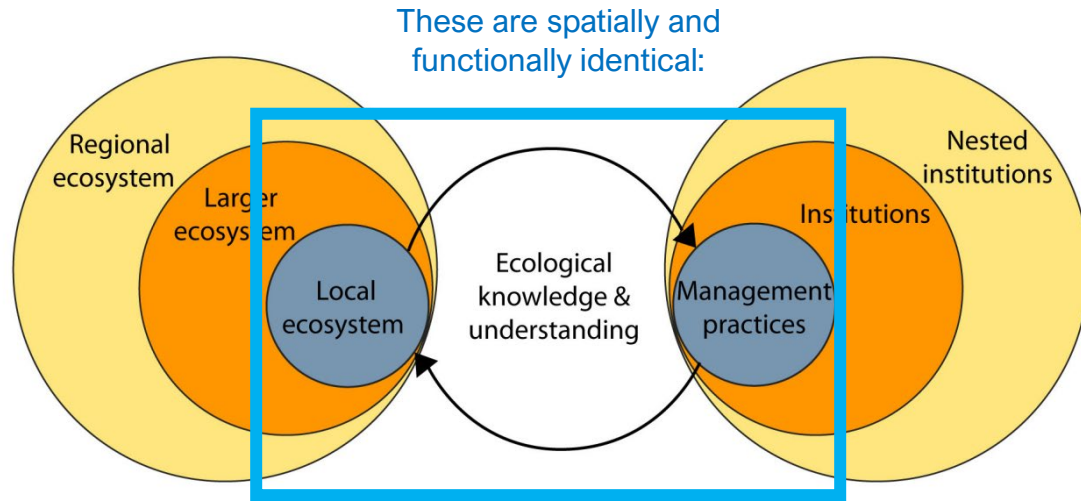 These are spatially and
functionally identical:
Regional
ecosystem
Larger
ecosystem
Local
ecosystem
Ecological
knowledge &
understanding
Management
practices
Institutions
Nested
institutions